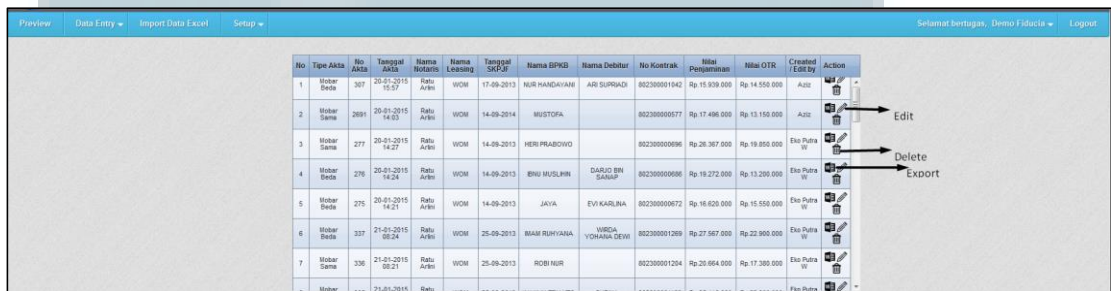 Preview Data Entry Import Data Excel Setup Selamat bertugas, Demo Fiducia Logout
No Tipe Akta No Akta Tanggal Akta Nama Notaris Nama Leasing Tanggal SKPJF Nama BPKB Nama Debitur No Kontrak Nilai Penjaminan Nilai OTR Created / Edit by Action
1 Mobar Beda 307 20-01-2015 15:57 Ratu Arlini WOM 17-09-2013 NUR HANDAYANI ARI SUPRIADI 802300001042 Rp.15.939.000 Rp.14.550.000 Aziz
2 Mobar Sama 2691 20-01-2015 14:03 Ratu Arlini WOM 14-09-2014 MUSTOFA 802300000577 Rp.17.496.000 Rp.13.150.000 Aziz
Edit
3 Mobar Sama 277 20-01-2015 14:27 Ratu Arlini WOM 14-09-2013 HERI PRABOWO 802300000696 Rp.26.367.000 Rp.19.850.000 Eko Putra W
Delete
4 Mobar Beda 276 20-01-2015 14:24 Ratu Arlini WOM 14-09-2013 IBNU MUSLIHIN DARJO BIN SANAP 802300000686 Rp.19.272.000 Rp.13.200.000 Eko Putra W
Export
5 Mobar Beda 275 20-01-2015 14:21 Ratu Arlini WOM 14-09-2013 JAYA EVI KARLINA 802300000672 Rp.16.620.000 Rp.15.550.000 Eko Putra W
6 Mobar Beda 337 21-01-2015 08:24 Ratu Arlini WOM 25-09-2013 IMAM RUHYANA WIRDA YOHANA DEWI 802300001269 Rp.27.567.000 Rp.22.900.000 Eko Putra W
7 Mobar Sama 336 21-01-2015 08:21 Ratu Arlini WOM 25-09-2013 ROBI NUR 802300001204 Rp.20.664.000 Rp.17.380.000 Eko Putra W
Mobar 21-01-2015 Ratu Eko Putra